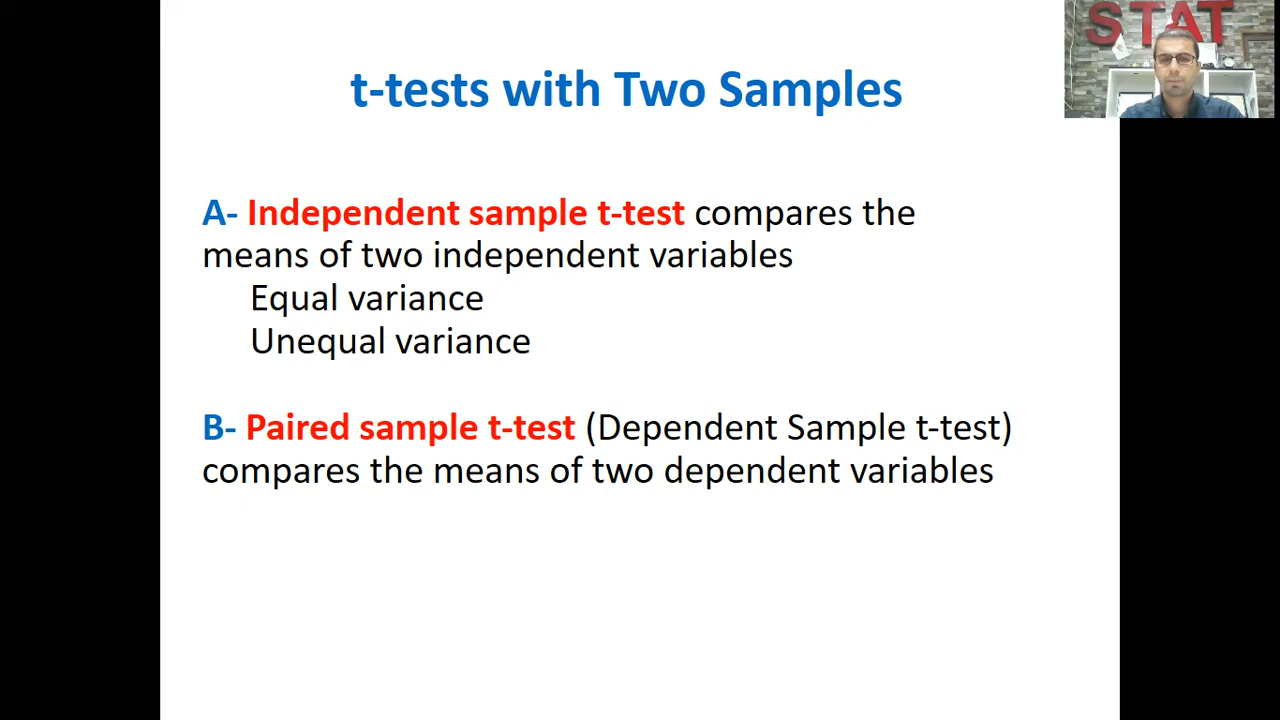 STAT
t-tests with Two Samples
A- Independent sample t-test compares the
means of two independent variables
Equal variance
Unequal variance
B- Paired sample t-test (Dependent Sample t-test)
compares the means of two dependent variables